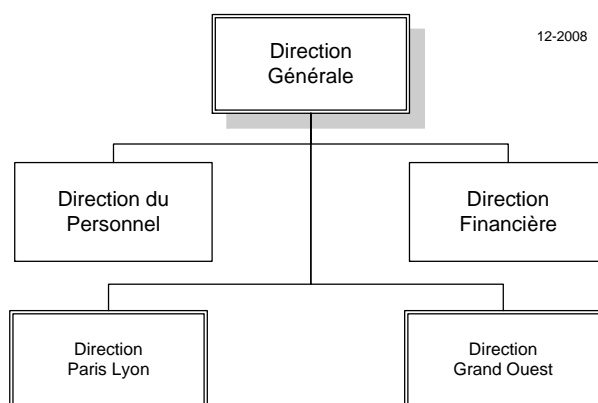 12-2008
Direction
Générale
Direction du
Personnel
Direction
Financière
Direction
Paris Lyon
Direction
Grand Ouest